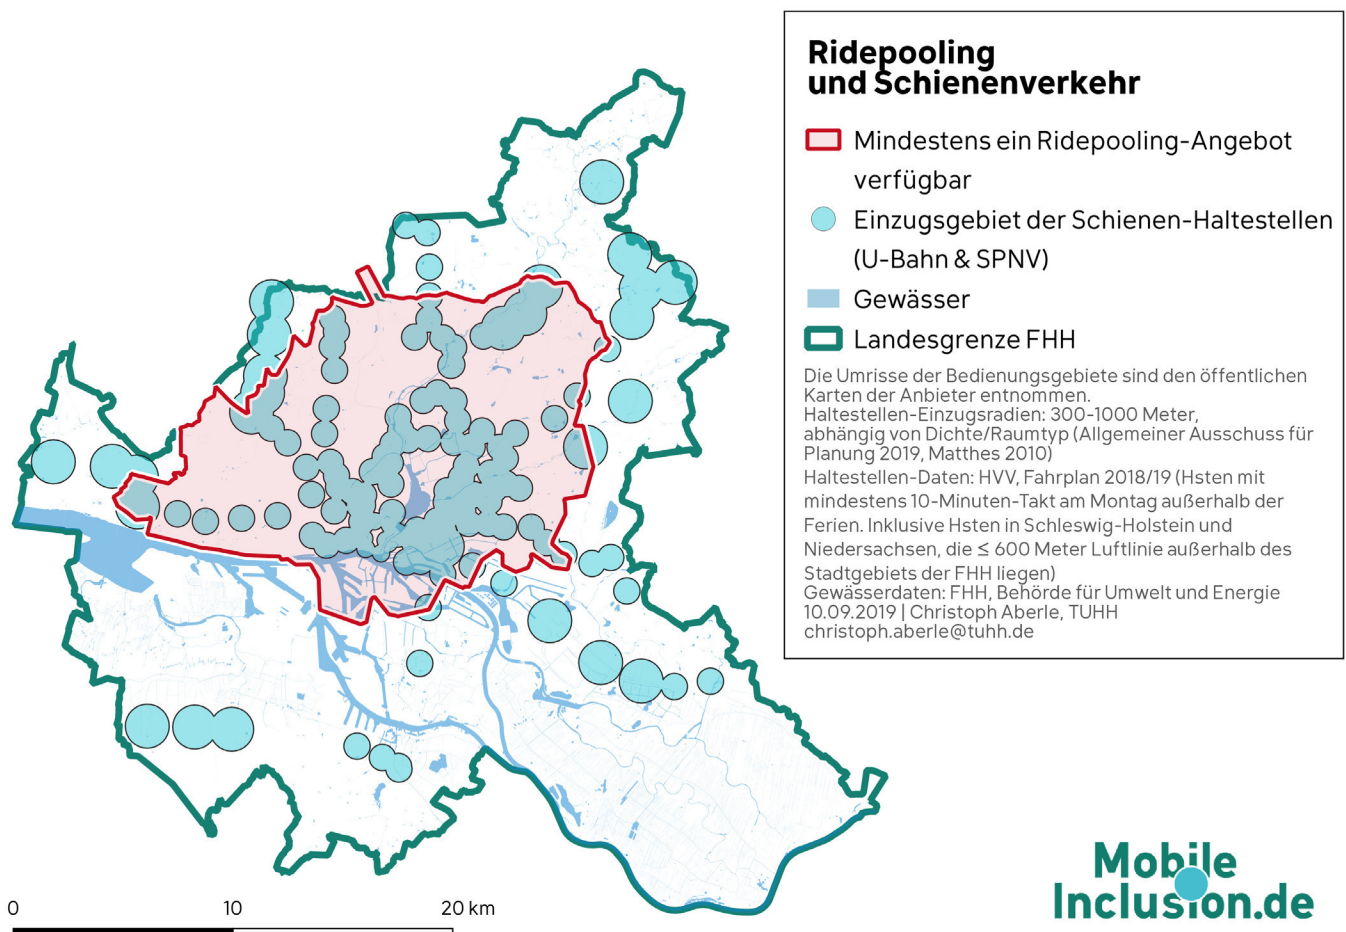 Ridepooling
und Schienenverkehr
Mindestens ein Ridepooling-Angebot
verfügbar
Einzugsgebiet der Schienen-Haltestellen
(U-Bahn & SPNV)
Gewässer
Landesgrenze FHH
Die Umrisse der Bedienungsgebiete sind den öffentlichen
Karten der Anbieter entnommen.
Haltestellen-Einzugsradien: 300-1000 Meter,
abhängig von Dichte/Raumtyp (Allgemeiner Ausschuss für
Planung 2019, Matthes 2010)
Haltestellen-Daten: HVV, Fahrplan 2018/19 (Hsten mit
mindestens 10-Minuten-Takt am Montag außerhalb der
Ferien. Inklusive Hsten in Schleswig-Holstein und
Niedersachsen, die ≤ 600 Meter Luftlinie außerhalb des
Stadtgebiets der FHH liegen)
Gewässerdaten: FHH, Behörde für Umwelt und Energie
10.09.2019 | Christoph Aberle, TUHH
christoph.aberle@tuhh.de
0 10 20 km
Mobile
Inclusion.de